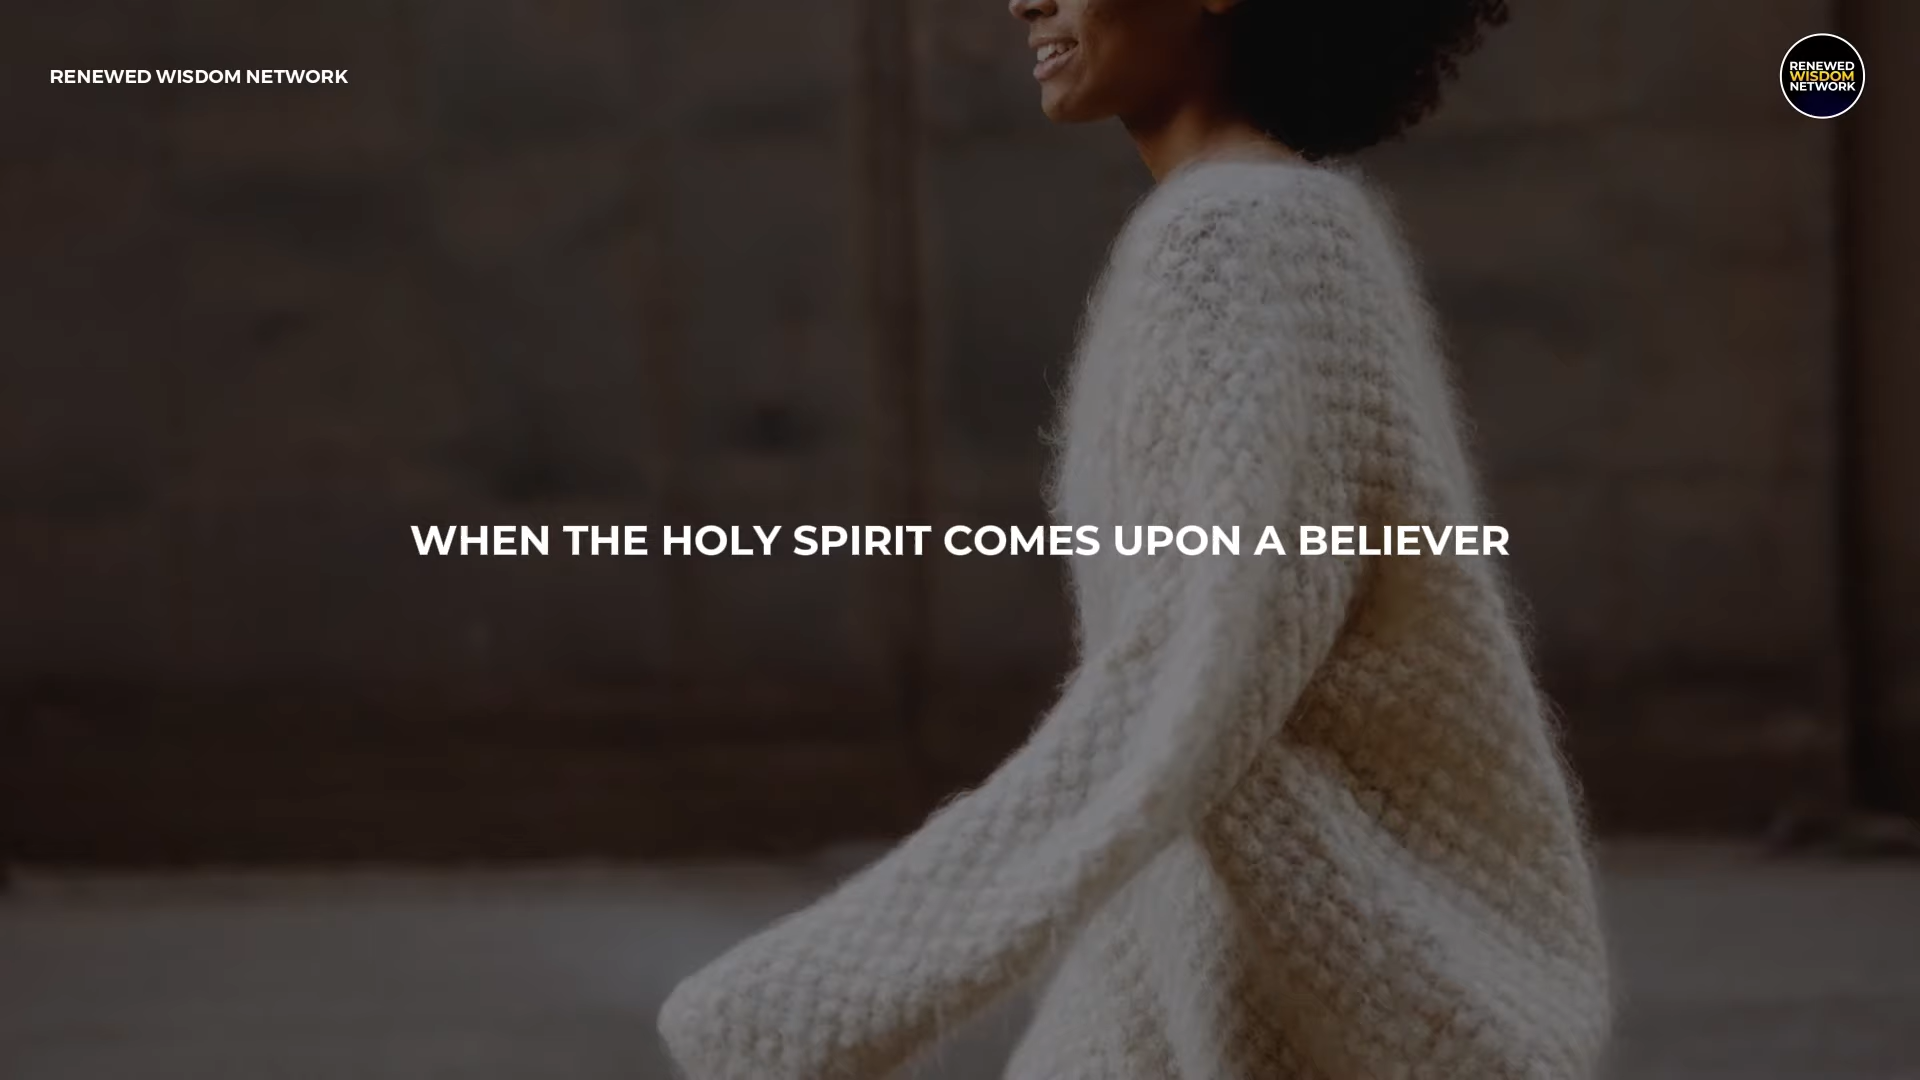 RENEWED WISDOM NETWORK
RENEWED
WISDOM
NETWORK
WHEN THE HOLY SPIRIT COMES UPON A BELIEVER